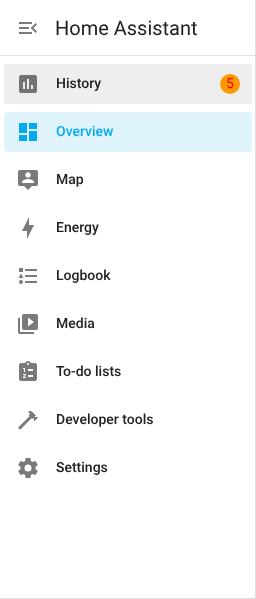 Home Assistant
History 5
Overview
Map
Energy
Logbook
Media
To-do lists
Developer tools
Settings